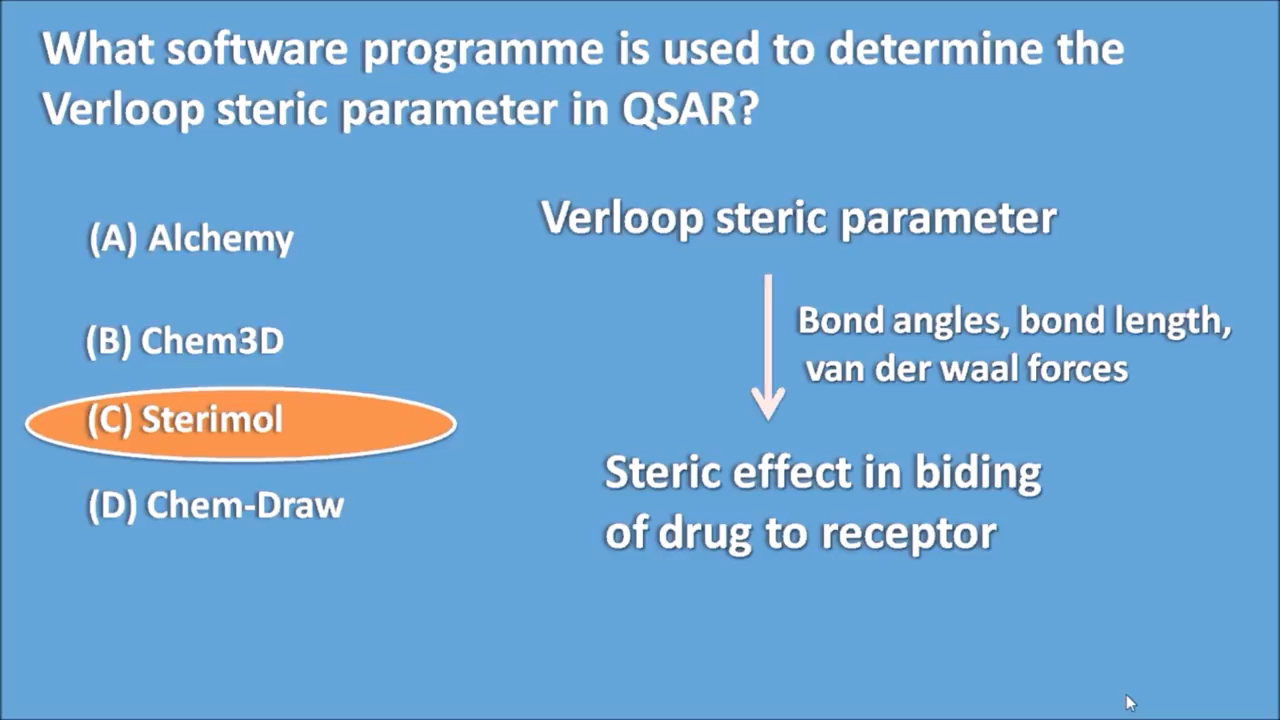 What software programme is used to determine the
Verloop steric parameter in QSAR?
(A) Alchemy
(B) Chem3D
(C) Sterimol
(D) Chem-Draw
Verloop steric parameter
Bond angles, bond length,
van der waal forces
Steric effect in biding
of drug to receptor